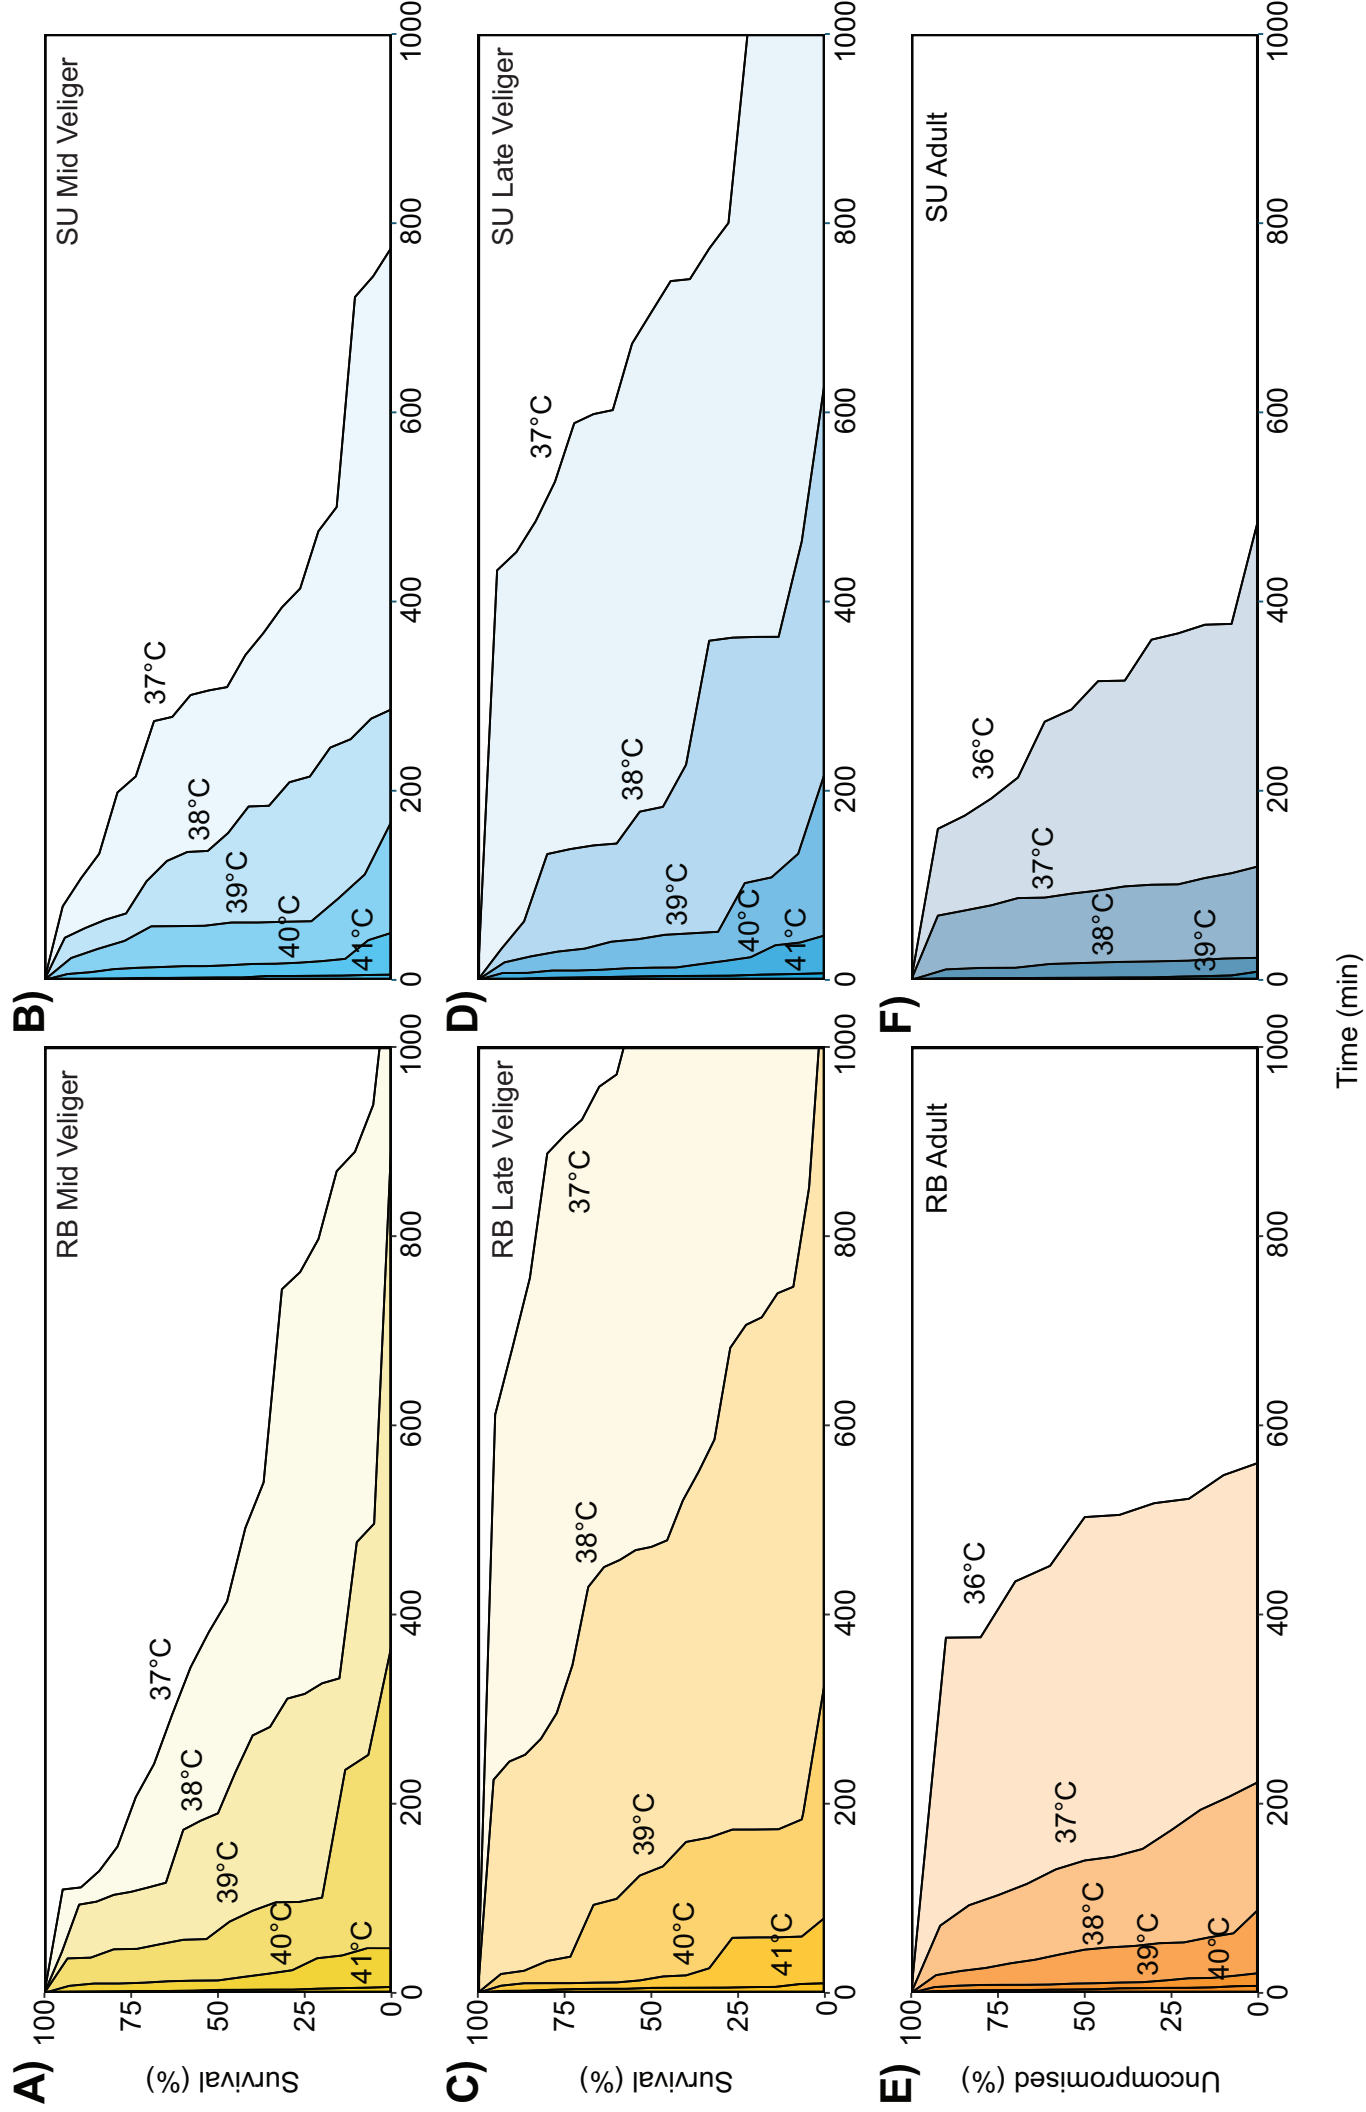 A)
RB Mid Veliger
Survival (%)
100
75
50
25
0
37°C
38°C
39°C
40°C
41°C
0
200
400
600
800
1000
B)
SU Mid Veliger
37°C
38°C
39°C
40°C
41°C
0
200
400
600
800
1000
C)
RB Late Veliger
Survival (%)
100
75
50
25
0
37°C
38°C
39°C
40°C
41°C
0
200
400
600
800
1000
D)
SU Late Veliger
37°C
38°C
39°C
40°C
41°C
0
200
400
600
800
1000
E)
RB Adult
Uncompromised (%)
100
75
50
25
0
36°C
37°C
38°C
39°C
40°C
0
200
400
600
800
1000
F)
SU Adult
36°C
37°C
38°C
39°C
0
200
400
600
800
1000
Time (min)